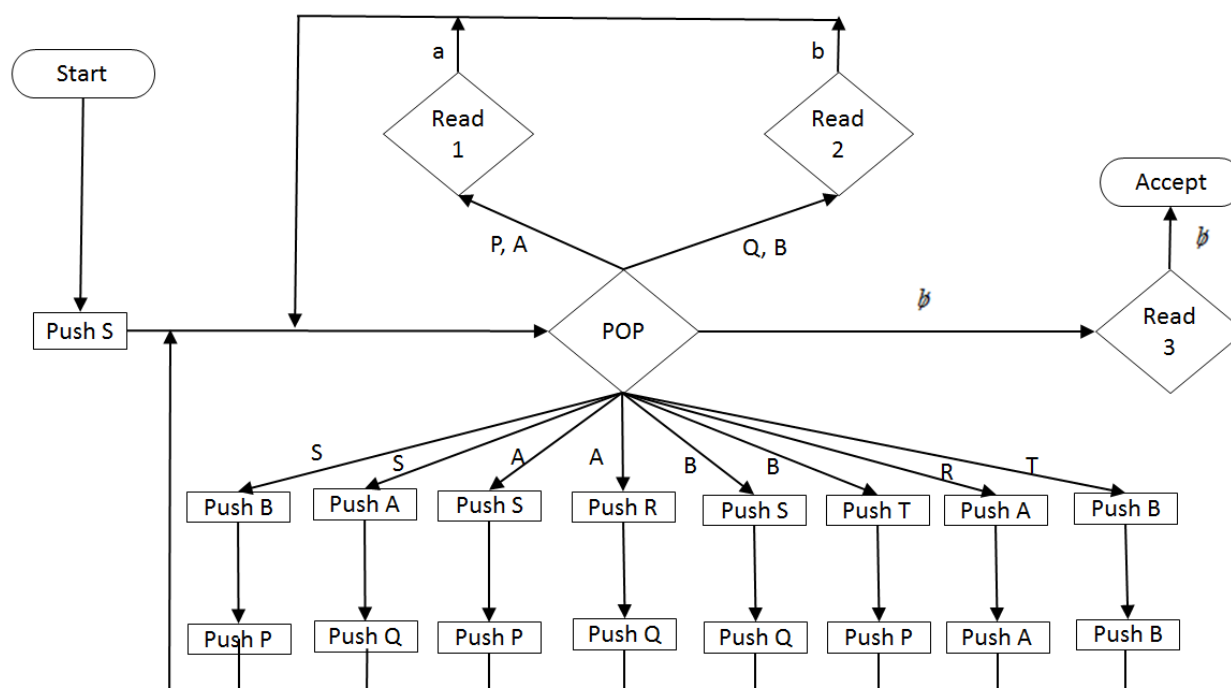 a
b
Start
Read
1
Read
2
Accept
P, A
Q, B
ƀ
ƀ
Push S
POP
Read
3
S
S
A
A
B
B
R
T
Push B
Push A
Push S
Push R
Push S
Push T
Push A
Push B
Push P
Push Q
Push P
Push Q
Push Q
Push P
Push A
Push B